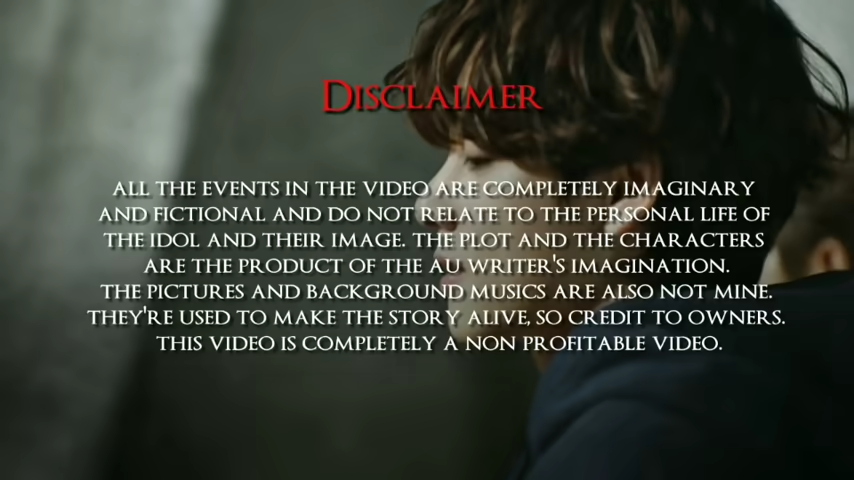 Disclaimer
ALL THE EVENTS IN THE VIDEO ARE COMPLETELY IMAGINARY
AND FICTIONAL AND DO NOT RELATE TO THE PERSONAL LIFE OF
THE IDOL AND THEIR IMAGE. THE PLOT AND THE CHARACTERS
ARE THE PRODUCT OF THE AU WRITER'S IMAGINATION.
THE PICTURES AND BACKGROUND MUSICS ARE ALSO NOT MINE.
THEY'RE USED TO MAKE THE STORY ALIVE, SO CREDIT TO OWNERS.
THIS VIDEO IS COMPLETELY A NON PROFITABLE VIDEO.